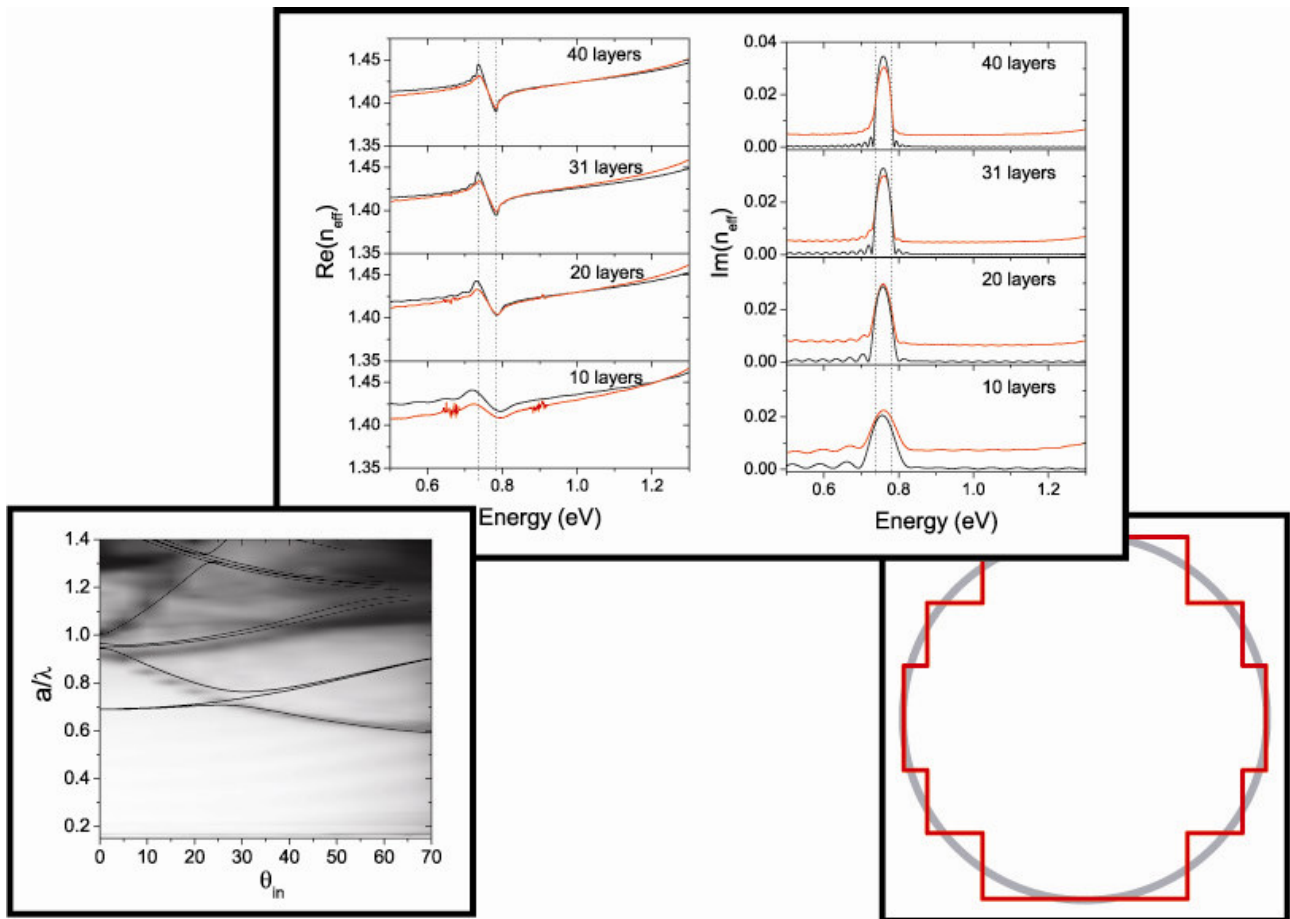 1.45
40 layers
1.40
1.35
1.45
31 layers
1.40
1.35
1.45
20 layers
1.40
1.35
1.45
10 layers
1.40
1.35
Re(n_eff)
0.6 0.8 1.0 1.2
Energy (eV)
0.04
40 layers
0.02
0.00
31 layers
0.02
0.00
20 layers
0.02
0.00
10 layers
0.02
0.00
Im(n_eff)
0.6 0.8 1.0 1.2
Energy (eV)
1.4
1.2
1.0
0.8
0.6
0.4
0.2
a/λ
0 10 20 30 40 50 60 70
θ_in